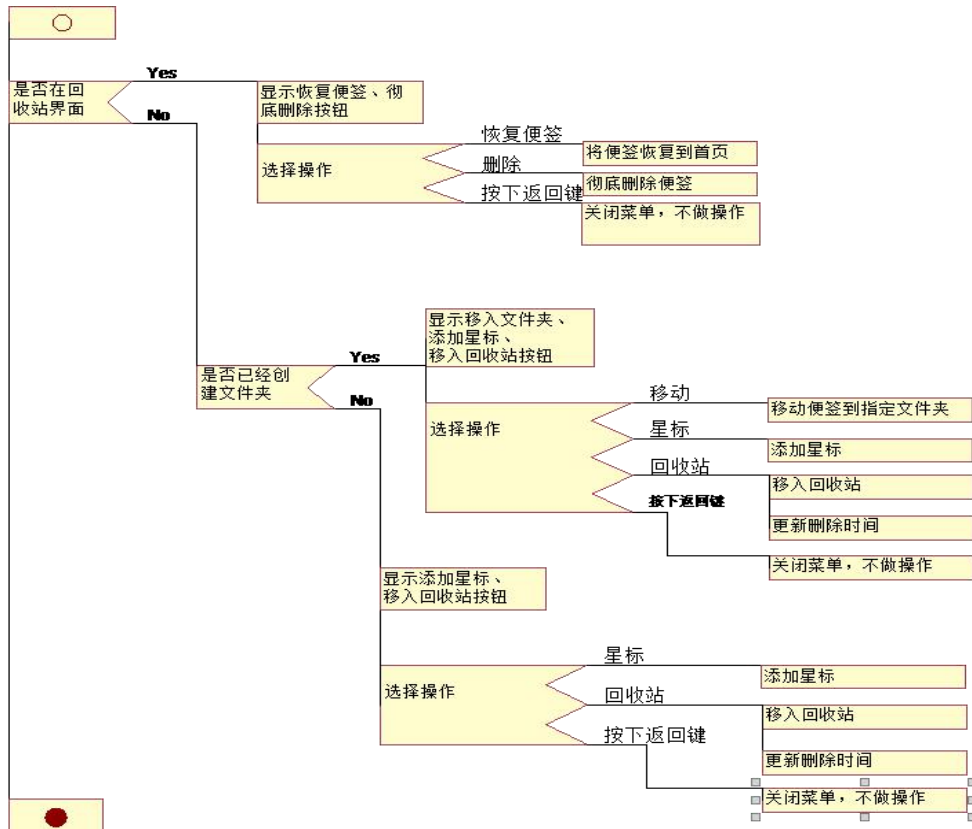 Yes
是否在回
收站界面
No
显示恢复便签、彻
底删除按钮
选择操作
恢复便签
将便签恢复到首页
删除
彻底删除便签
按下返回键
关闭菜单，不做操作
是否已经创
建文件夹
Yes
No
显示移入文件夹、
添加星标、
移入回收站按钮
选择操作
移动
移动便签到指定文件夹
星标
添加星标
回收站
移入回收站
更新删除时间
按下返回键
关闭菜单，不做操作
显示添加星标、
移入回收站按钮
选择操作
星标
添加星标
回收站
移入回收站
更新删除时间
按下返回键
关闭菜单，不做操作